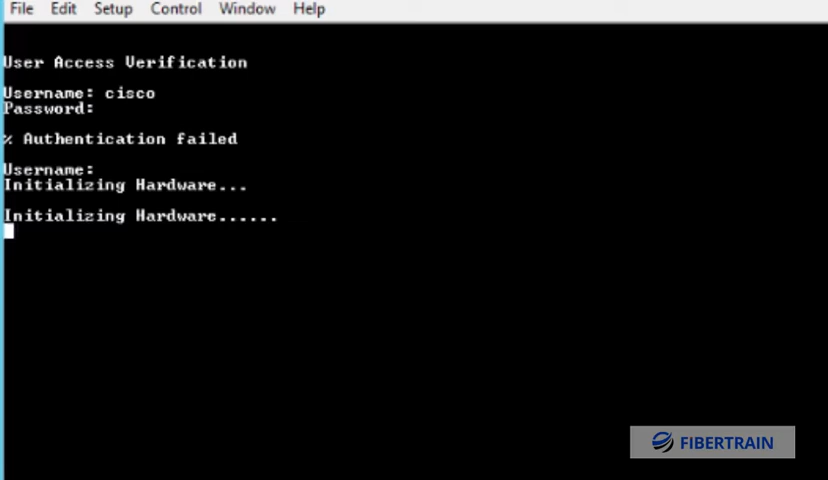 File Edit Setup Control Window Help
User Access Verification
Username: cisco
Password:
% Authentication failed
Username:
Initializing Hardware...
Initializing Hardware......
FIBERTRAIN